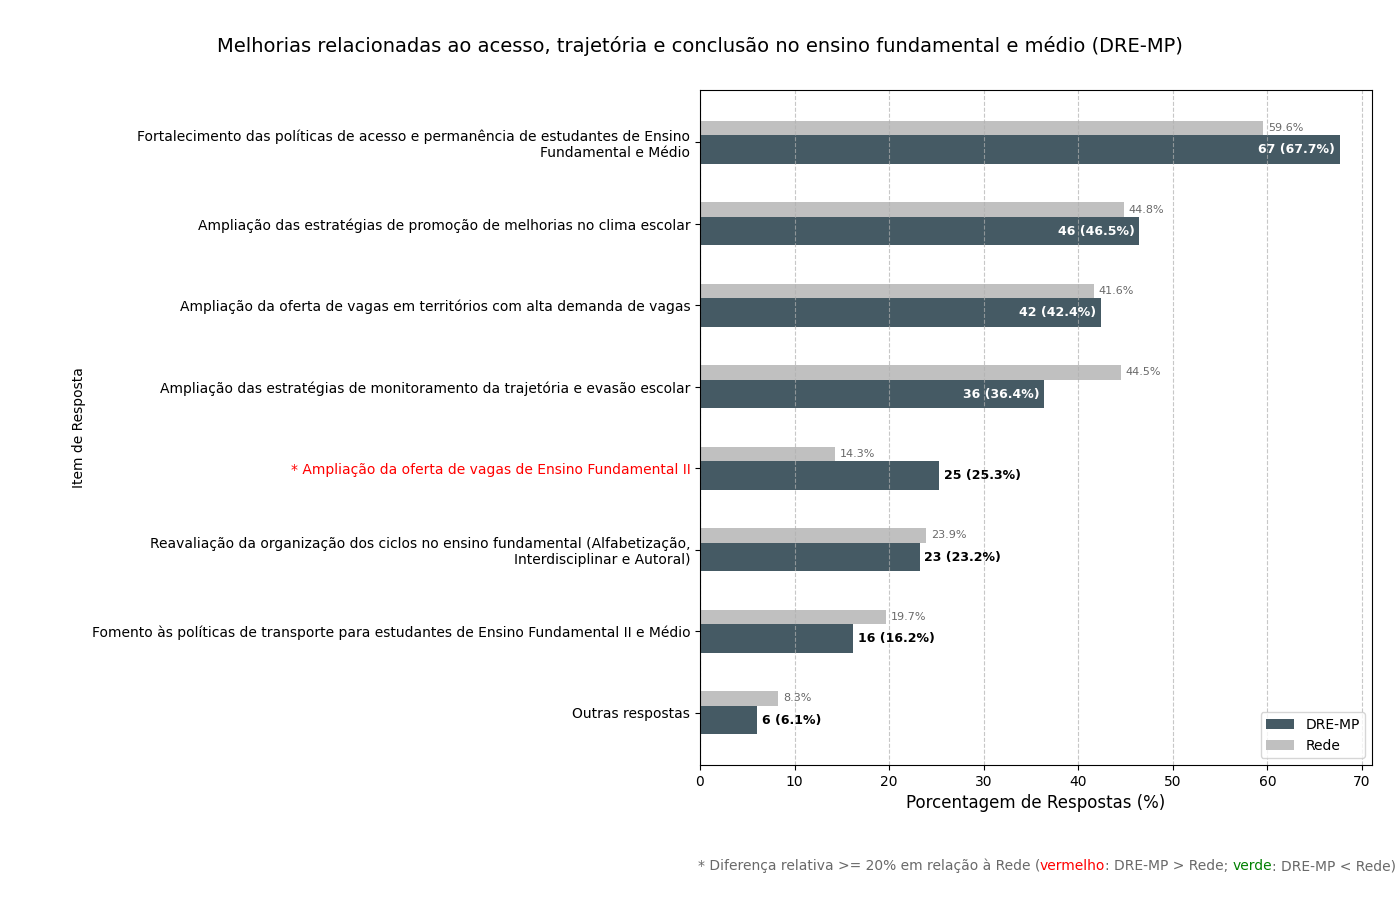 Melhorias relacionadas ao acesso, trajetória e conclusão no ensino fundamental e médio (DRE-MP)
Item de Resposta
Fortalecimento das políticas de acesso e permanência de estudantes de Ensino
Fundamental e Médio
59.6%
67 (67.7%)
Ampliação das estratégias de promoção de melhorias no clima escolar
44.8%
46 (46.5%)
Ampliação da oferta de vagas em territórios com alta demanda de vagas
41.6%
42 (42.4%)
Ampliação das estratégias de monitoramento da trajetória e evasão escolar
44.5%
36 (36.4%)
* Ampliação da oferta de vagas de Ensino Fundamental II
14.3%
25 (25.3%)
Reavaliação da organização dos ciclos no ensino fundamental (Alfabetização,
Interdisciplinar e Autoral)
23.9%
23 (23.2%)
Fomento às políticas de transporte para estudantes de Ensino Fundamental II e Médio
19.7%
16 (16.2%)
Outras respostas
8.3%
6 (6.1%)
DRE-MP
Rede
0 10 20 30 40 50 60 70
Porcentagem de Respostas (%)
* Diferença relativa >= 20% em relação à Rede (vermelho: DRE-MP > Rede; verde: DRE-MP < Rede)